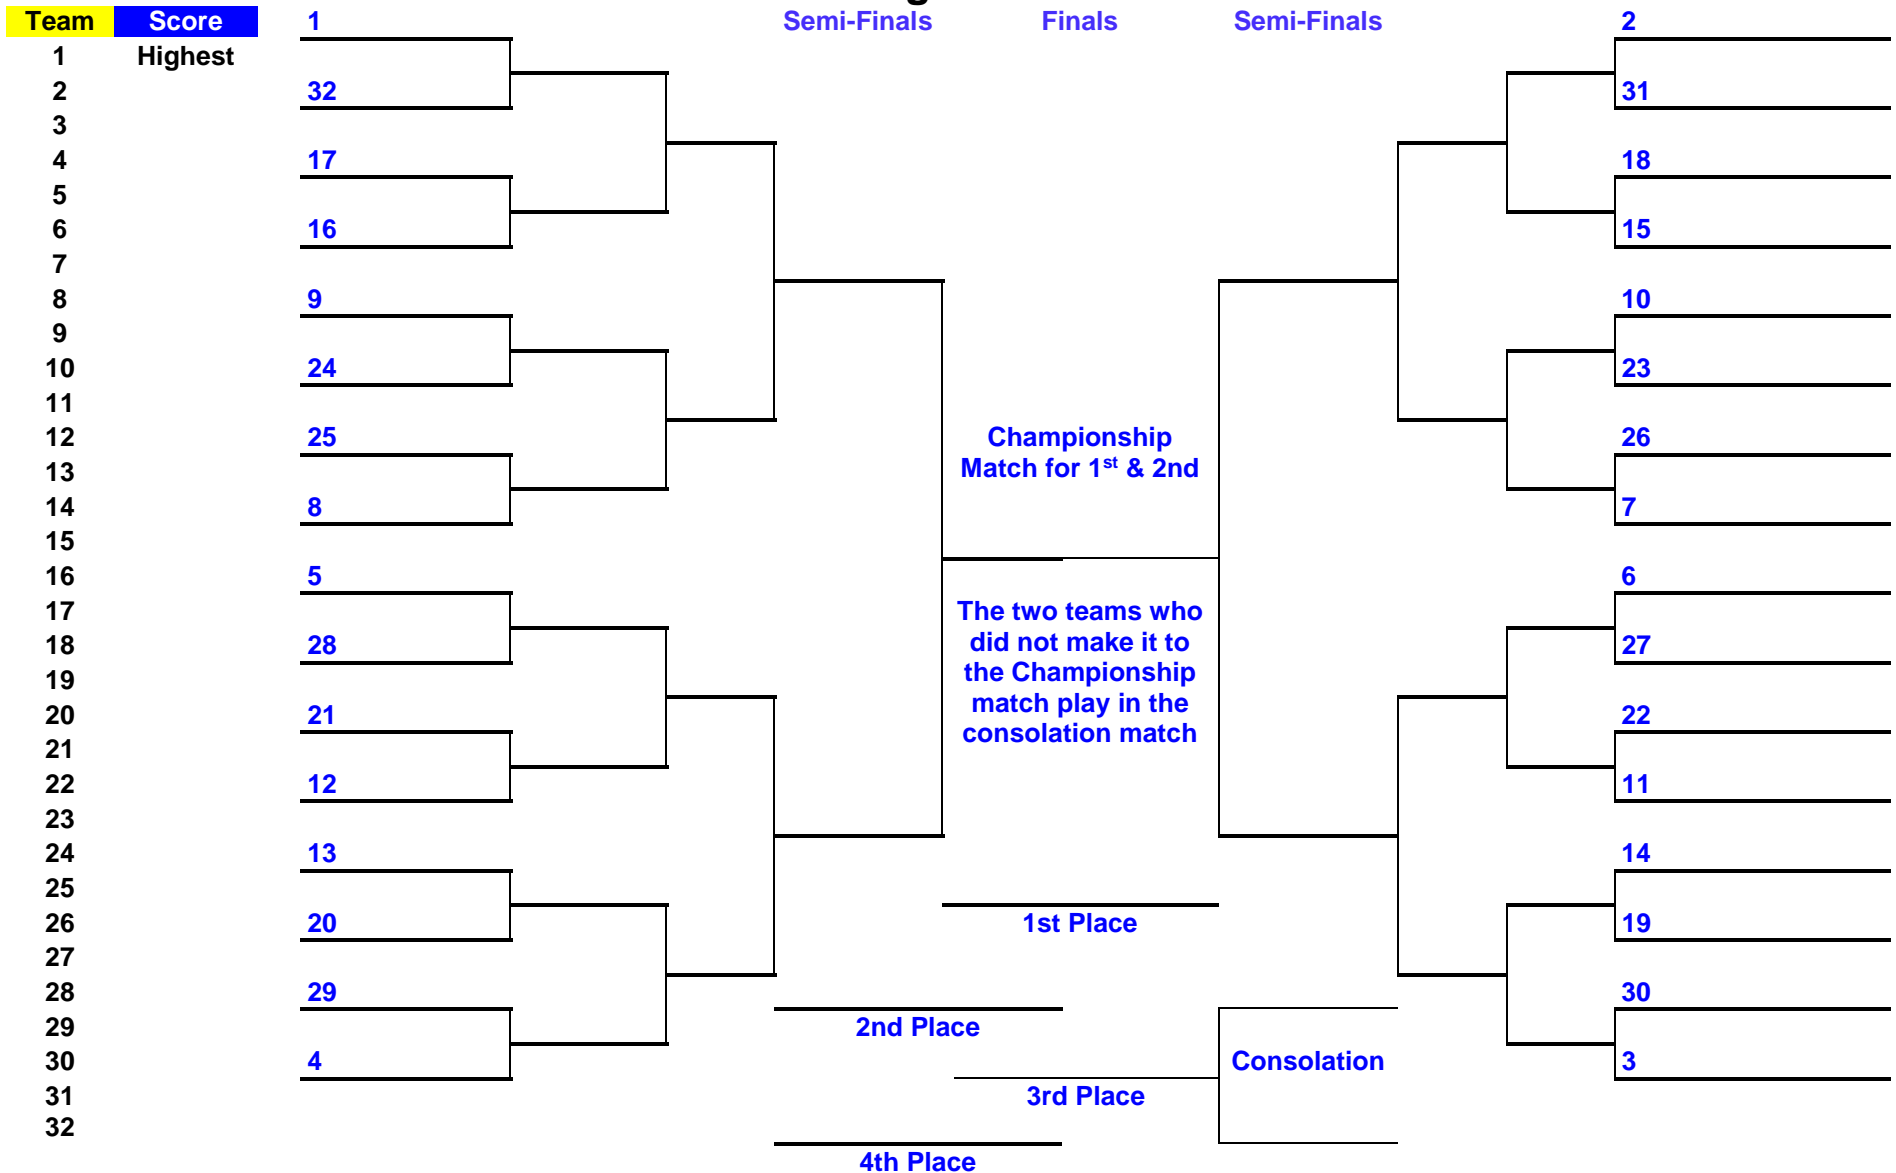 Team Score 1 Semi-Finals Finals Semi-Finals 2
1 Highest
2 32 31
3
4 17 18
5
6 16 15
7
8 9 10
9
10 24 23
11
12 25 Championship 26
13 Match for 1st & 2nd
14 8 7
15
16 5 6
17 The two teams who
18 28 did not make it to 27
19 the Championship
20 21 match play in the 22
21 consolation match
22 12 11
23
24 13 14
25
26 20 1st Place 19
27
28 29 30
29 2nd Place
30 4 Consolation 3
31 3rd Place
32
4th Place